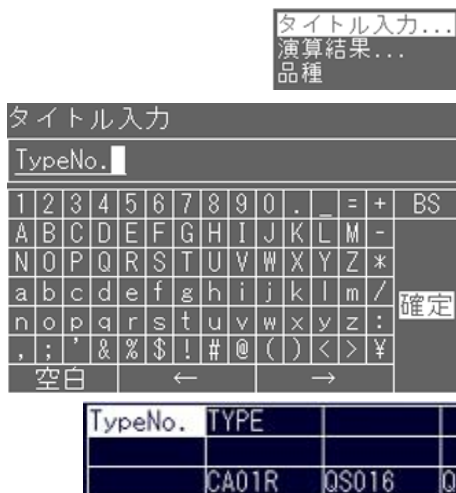 タイトル入力...
演算結果...
品種
タイトル入力
TypeNo.
1 2 3 4 5 6 7 8 9 0 . _ = + BS
A B C D E F G H I J K L M -
N O P Q R S T U V W X Y Z *
a b c d e f g h i j k l m / 確定
n o p q r s t u v w x y z :
, ; ' & % $ ! # @ ( ) < > ¥
空白 ← →
TypeNo. TYPE
CA01R QS016 Q